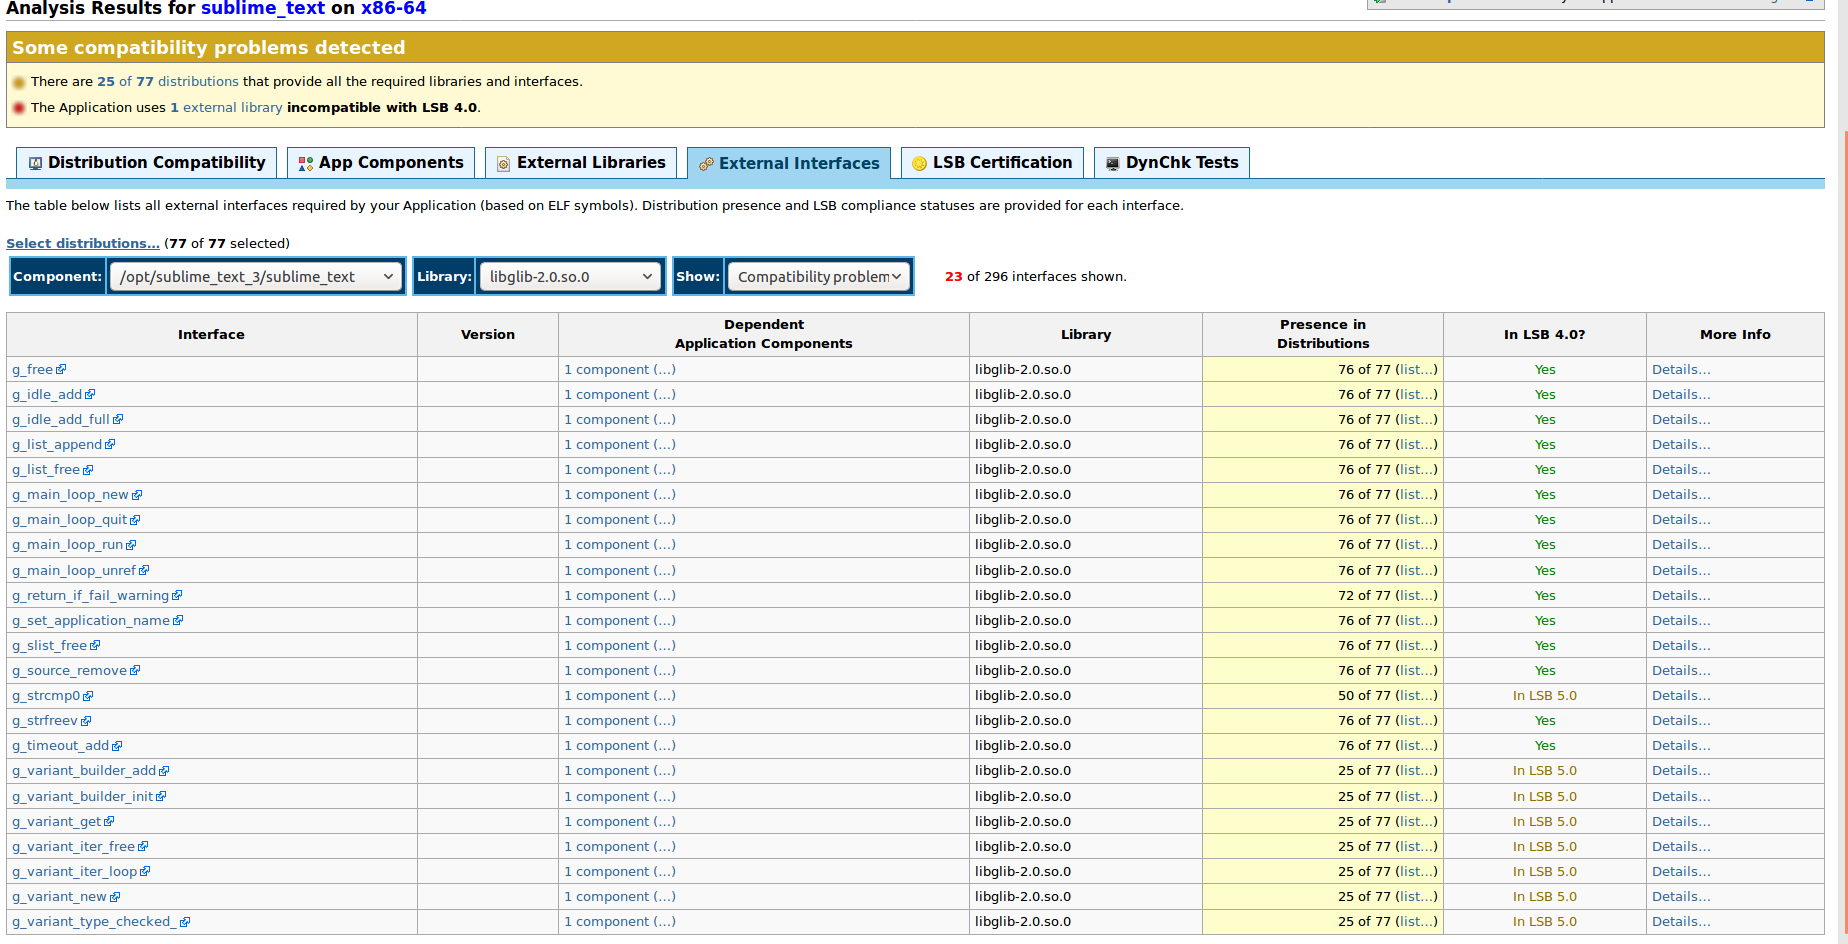 Analysis Results for sublime_text on x86-64
Some compatibility problems detected
There are 25 of 77 distributions that provide all the required libraries and interfaces.
The Application uses 1 external library incompatible with LSB 4.0.
Distribution Compatibility App Components External Libraries External Interfaces LSB Certification DynChk Tests
The table below lists all external interfaces required by your Application (based on ELF symbols). Distribution presence and LSB compliance statuses are provided for each interface.
Select distributions... (77 of 77 selected)
Component: /opt/sublime_text_3/sublime_text Library: libglib-2.0.so.0 Show: Compatibility problem 23 of 296 interfaces shown.
Interface Version Dependent Application Components Library Presence in Distributions In LSB 4.0? More Info
g_free 1 component (...) libglib-2.0.so.0 76 of 77 (list...) Yes Details...
g_idle_add 1 component (...) libglib-2.0.so.0 76 of 77 (list...) Yes Details...
g_idle_add_full 1 component (...) libglib-2.0.so.0 76 of 77 (list...) Yes Details...
g_list_append 1 component (...) libglib-2.0.so.0 76 of 77 (list...) Yes Details...
g_list_free 1 component (...) libglib-2.0.so.0 76 of 77 (list...) Yes Details...
g_main_loop_new 1 component (...) libglib-2.0.so.0 76 of 77 (list...) Yes Details...
g_main_loop_quit 1 component (...) libglib-2.0.so.0 76 of 77 (list...) Yes Details...
g_main_loop_run 1 component (...) libglib-2.0.so.0 76 of 77 (list...) Yes Details...
g_main_loop_unref 1 component (...) libglib-2.0.so.0 76 of 77 (list...) Yes Details...
g_return_if_fail_warning 1 component (...) libglib-2.0.so.0 72 of 77 (list...) Yes Details...
g_set_application_name 1 component (...) libglib-2.0.so.0 76 of 77 (list...) Yes Details...
g_slist_free 1 component (...) libglib-2.0.so.0 76 of 77 (list...) Yes Details...
g_source_remove 1 component (...) libglib-2.0.so.0 76 of 77 (list...) Yes Details...
g_strcmp0 1 component (...) libglib-2.0.so.0 50 of 77 (list...) In LSB 5.0 Details...
g_strfreev 1 component (...) libglib-2.0.so.0 76 of 77 (list...) Yes Details...
g_timeout_add 1 component (...) libglib-2.0.so.0 76 of 77 (list...) Yes Details...
g_variant_builder_add 1 component (...) libglib-2.0.so.0 25 of 77 (list...) In LSB 5.0 Details...
g_variant_builder_init 1 component (...) libglib-2.0.so.0 25 of 77 (list...) In LSB 5.0 Details...
g_variant_get 1 component (...) libglib-2.0.so.0 25 of 77 (list...) In LSB 5.0 Details...
g_variant_iter_free 1 component (...) libglib-2.0.so.0 25 of 77 (list...) In LSB 5.0 Details...
g_variant_iter_loop 1 component (...) libglib-2.0.so.0 25 of 77 (list...) In LSB 5.0 Details...
g_variant_new 1 component (...) libglib-2.0.so.0 25 of 77 (list...) In LSB 5.0 Details...
g_variant_type_checked_ 1 component (...) libglib-2.0.so.0 25 of 77 (list...) In LSB 5.0 Details...